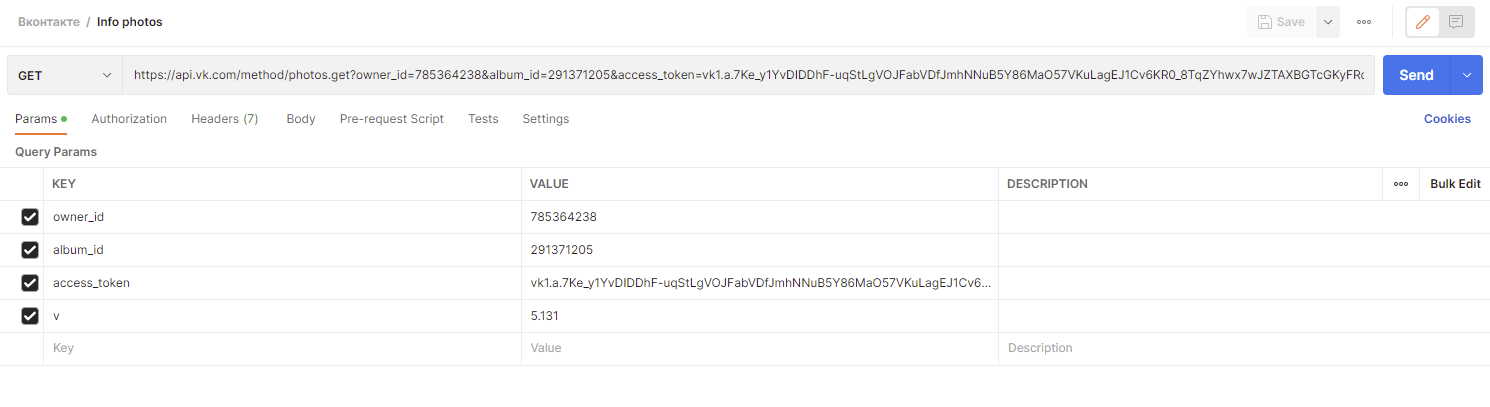 Вконтакте / Info photos
Save
GET
https://api.vk.com/method/photos.get?owner_id=785364238&album_id=291371205&access_token=vk1.a.7Ke_y1YvDIDDhF-uqStLgVOJFabVDfJmhNNuB5Y86MaO57VKuLagEJ1Cv6KR0_8TqZYhwx7wJZTAXBGTcGKyFRc
Send
Params Authorization Headers (7) Body Pre-request Script Tests Settings Cookies
Query Params
KEY VALUE DESCRIPTION Bulk Edit
owner_id 785364238
album_id 291371205
access_token vk1.a.7Ke_y1YvDIDDhF-uqStLgVOJFabVDfJmhNNuB5Y86MaO57VKuLagEJ1Cv6...
v 5.131
Key Value Description